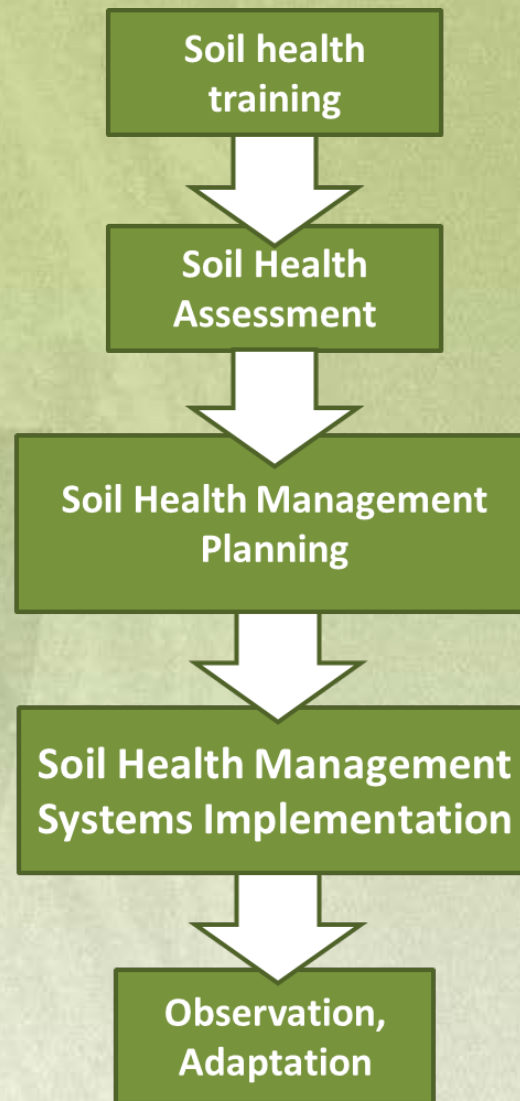 Soil health
training
Soil Health
Assessment
Soil Health Management
Planning
Soil Health Management
Systems Implementation
Observation,
Adaptation